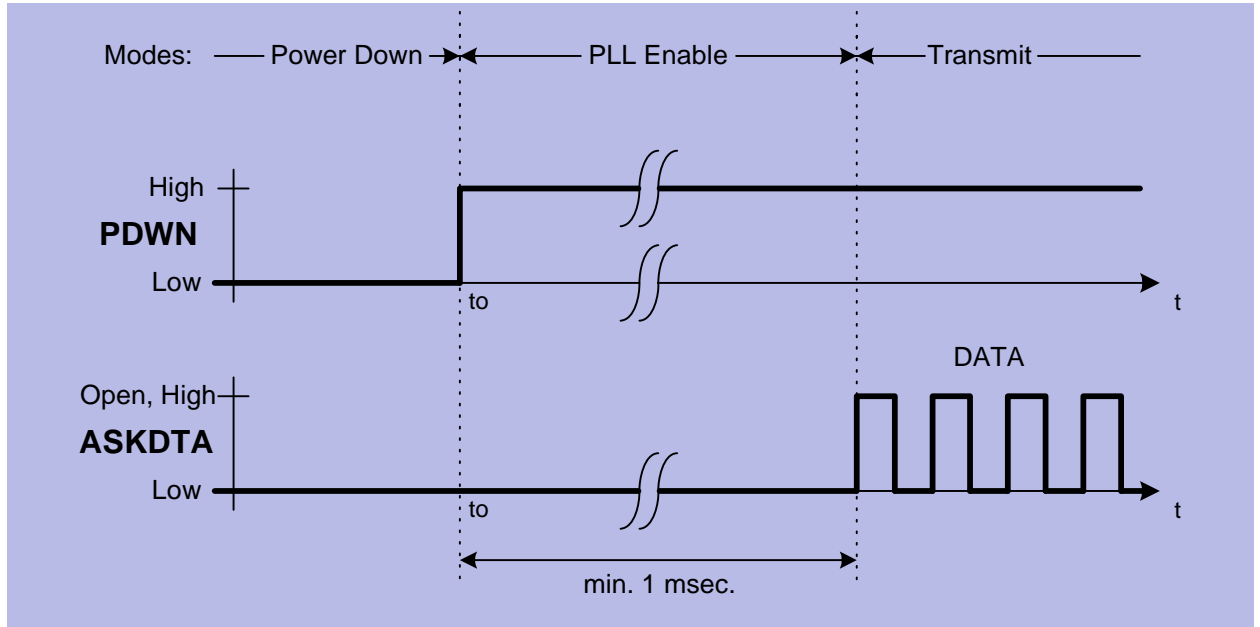 Modes: Power Down PLL Enable Transmit
High
PDWN
Low
to
t
DATA
Open, High
ASKDTA
Low
to
t
min. 1 msec.